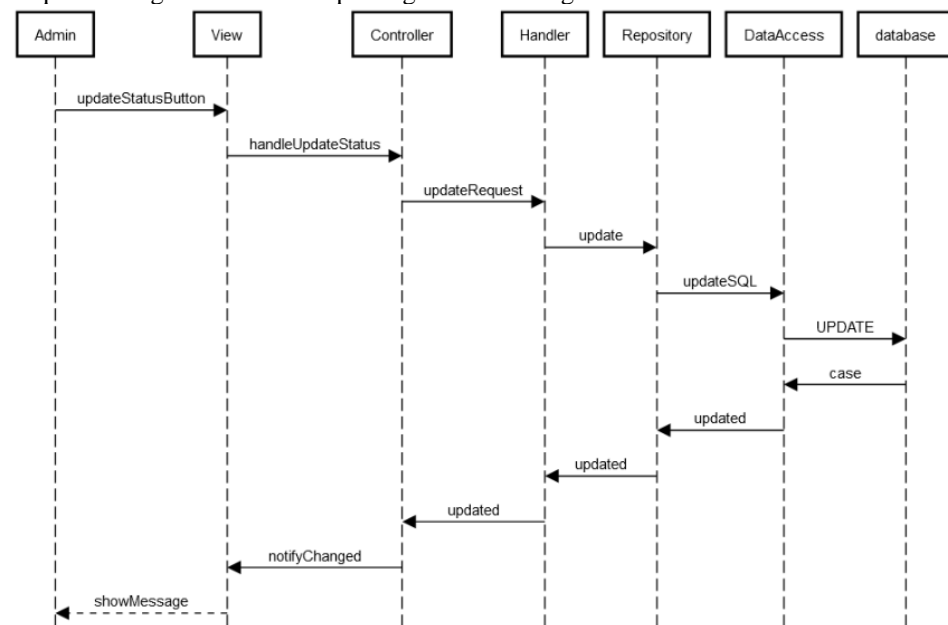 Admin
View
Controller
Handler
Repository
DataAccess
database
updateStatusButton
handleUpdateStatus
updateRequest
update
updateSQL
UPDATE
case
updated
updated
updated
notifyChanged
showMessage